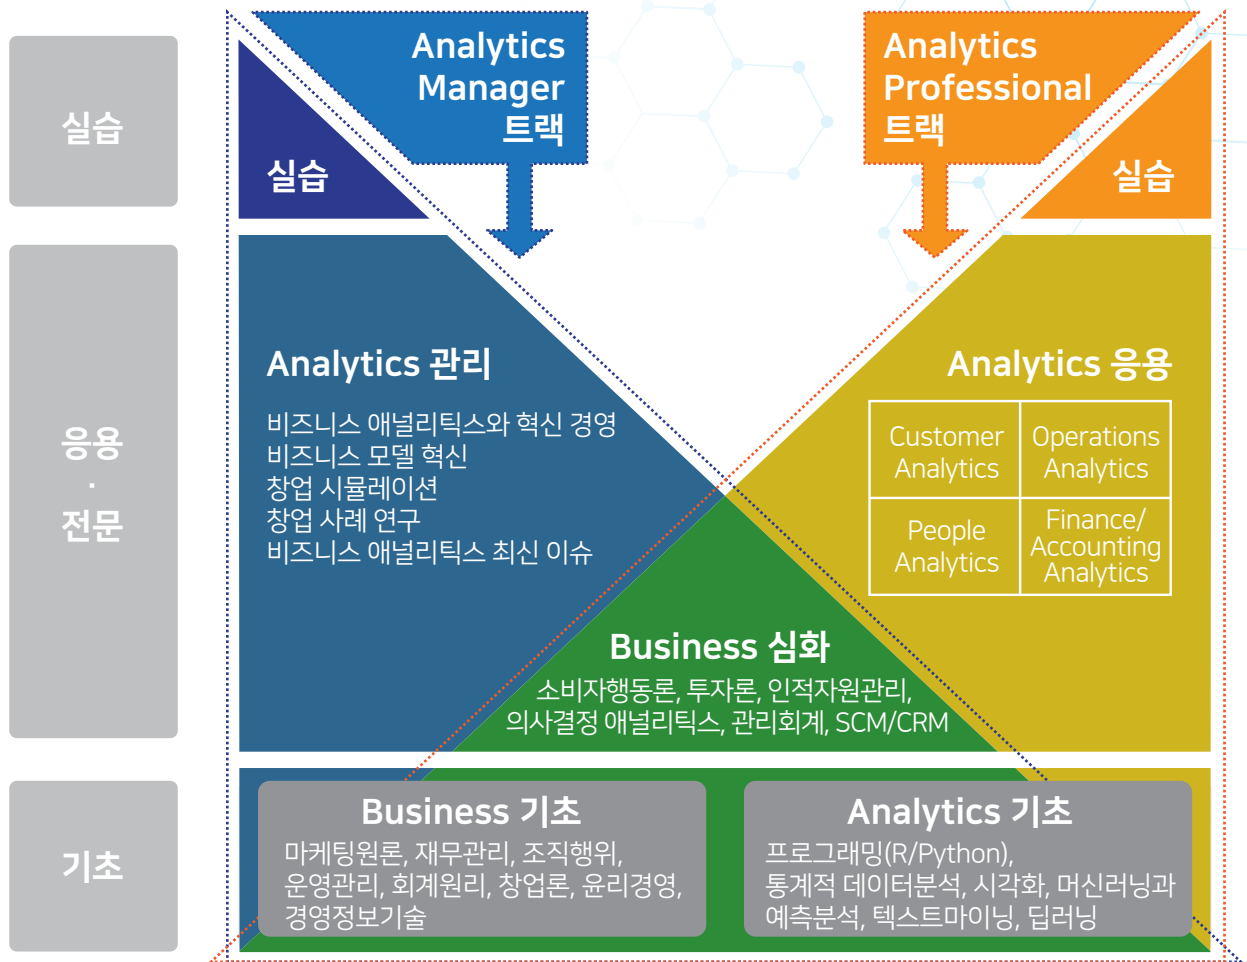 실습
Analytics
Manager
트랙
Analytics
Professional
트랙
실습
실습
응용
·
전문
Analytics 관리
비즈니스 애널리틱스와 혁신 경영
비즈니스 모델 혁신
창업 시뮬레이션
창업 사례 연구
비즈니스 애널리틱스 최신 이슈
Analytics 응용
Customer
Analytics
Operations
Analytics
People
Analytics
Finance/
Accounting
Analytics
Business 심화
소비자행동론, 투자론, 인적자원관리,
의사결정 애널리틱스, 관리회계, SCM/CRM
기초
Business 기초
마케팅원론, 재무관리, 조직행위,
운영관리, 회계원리, 창업론, 윤리경영,
경영정보기술
Analytics 기초
프로그래밍(R/Python),
통계적 데이터분석, 시각화, 머신러닝과
예측분석, 텍스트마이닝, 딥러닝